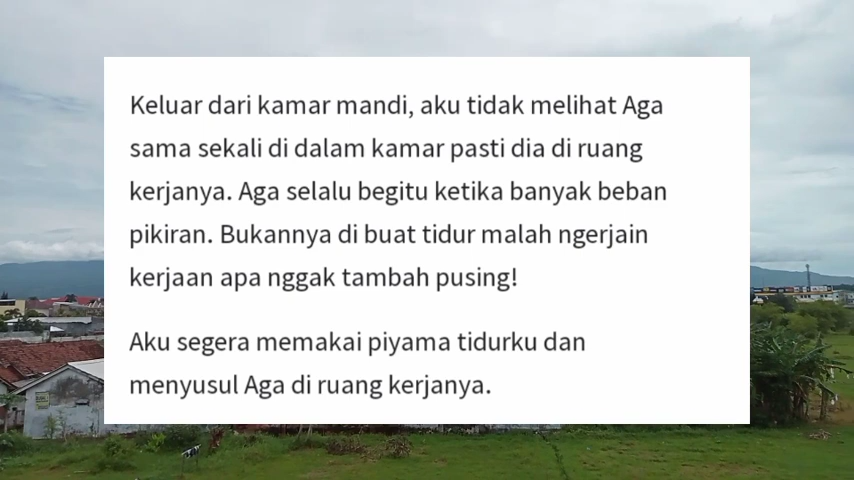 Keluar dari kamar mandi, aku tidak melihat Aga
sama sekali di dalam kamar pasti dia di ruang
kerjanya. Aga selalu begitu ketika banyak beban
pikiran. Bukannya di buat tidur malah ngerjain
kerjaan apa nggak tambah pusing!
Aku segera memakai piyama tidurku dan
menyusul Aga di ruang kerjanya.